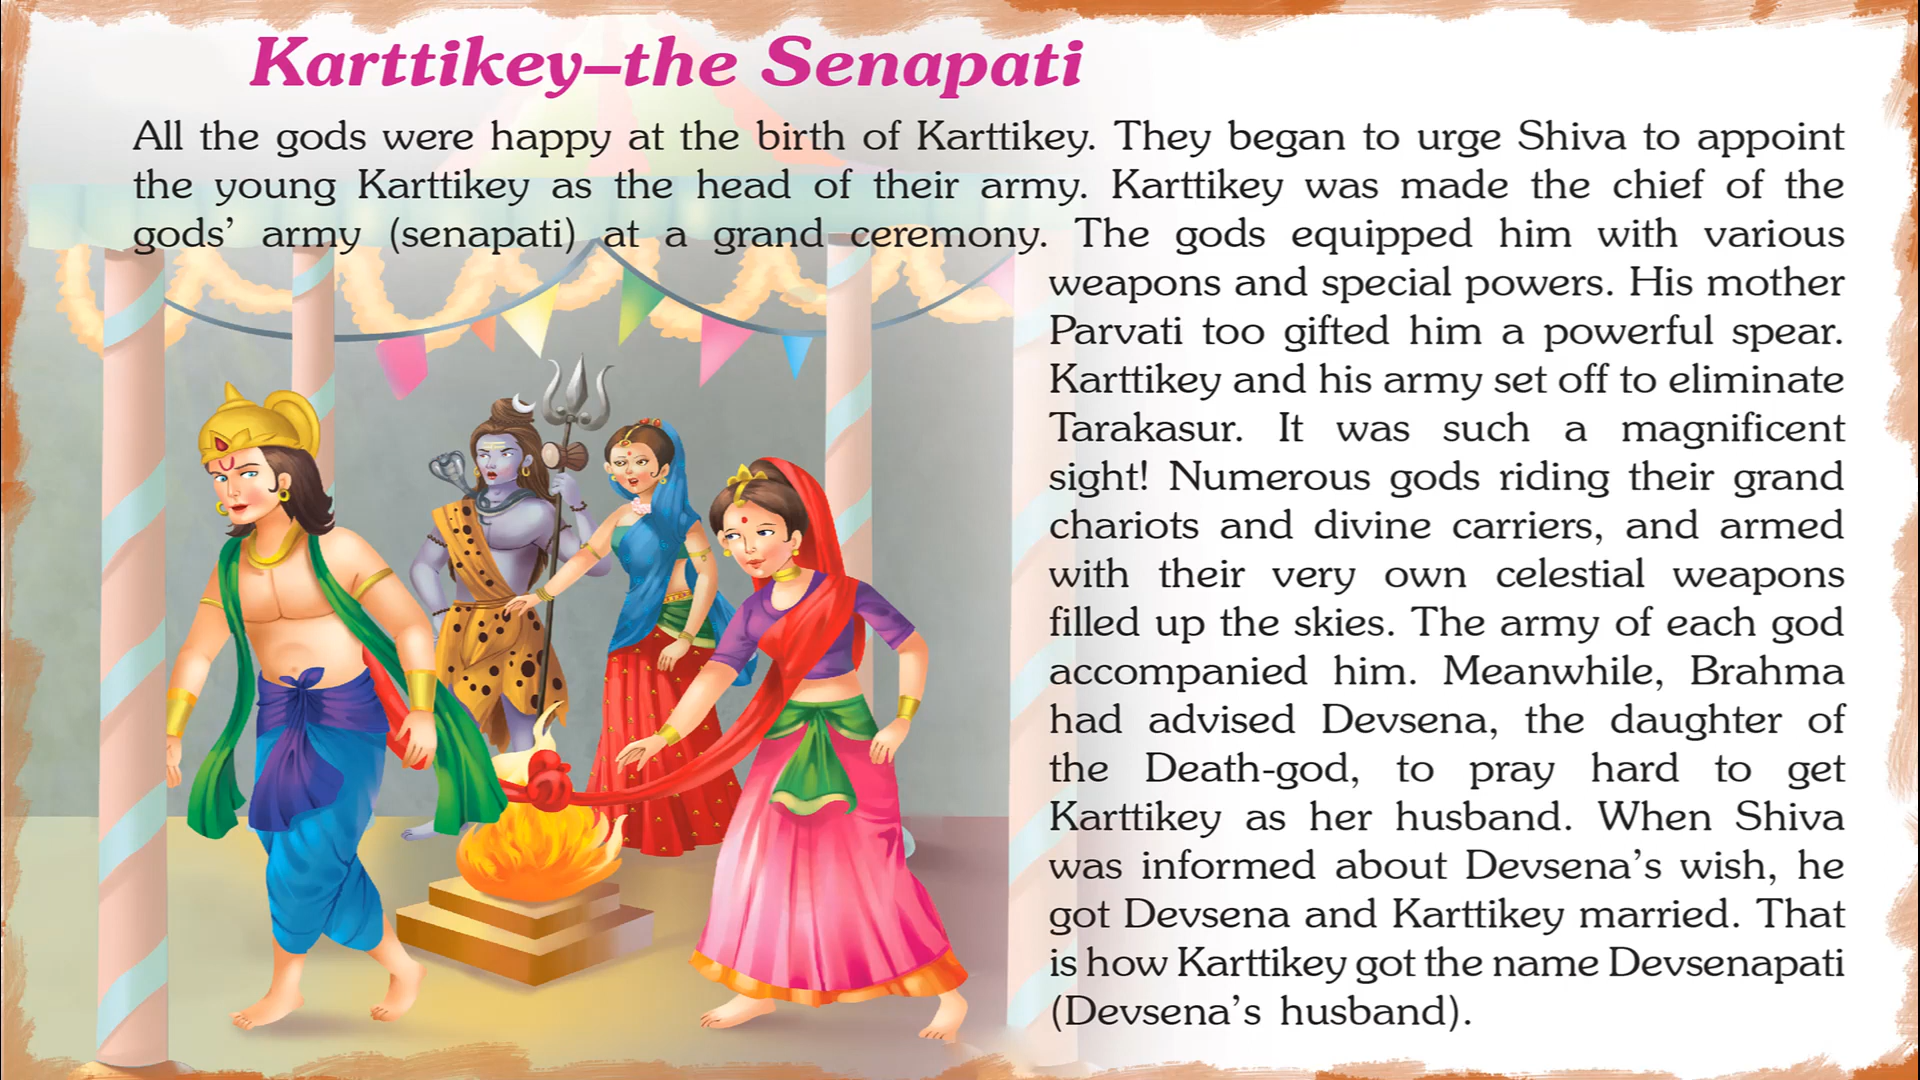 Karttikey–the Senapati
All the gods were happy at the birth of Karttikey. They began to urge Shiva to appoint
the young Karttikey as the head of their army. Karttikey was made the chief of the
gods’ army (senapati) at a grand ceremony. The gods equipped him with various
weapons and special powers. His mother
Parvati too gifted him a powerful spear.
Karttikey and his army set off to eliminate
Tarakasur. It was such a magnificent
sight! Numerous gods riding their grand
chariots and divine carriers, and armed
with their very own celestial weapons
filled up the skies. The army of each god
accompanied him. Meanwhile, Brahma
had advised Devsena, the daughter of
the Death-god, to pray hard to get
Karttikey as her husband. When Shiva
was informed about Devsena’s wish, he
got Devsena and Karttikey married. That
is how Karttikey got the name Devsenapati
(Devsena’s husband).